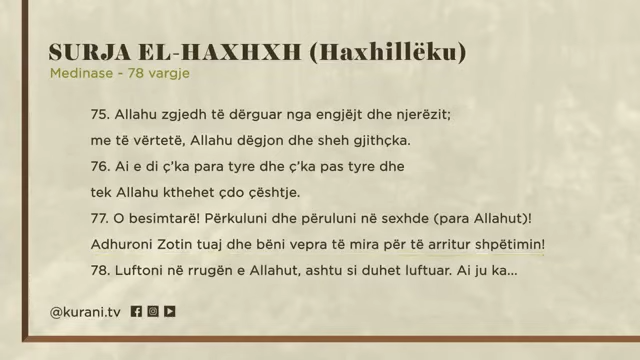 SURJA EL-HAXHXH (Haxhillëku)
Medinase - 78 vargje
75. Allahu zgjedh të dërguar nga engjëjt dhe njerëzit;
me të vërtetë, Allahu dëgjon dhe sheh gjithçka.
76. Ai e di ç'ka para tyre dhe ç'ka pas tyre dhe
tek Allahu kthehet çdo çështje.
77. O besimtarë! Përkuluni dhe përuluni në sexhde (para Allahut)!
Adhuroni Zotin tuaj dhe bëni vepra të mira për të arritur shpëtimin!
78. Luftoni në rrugën e Allahut, ashtu si duhet luftuar. Ai ju ka...
@kurani.tv